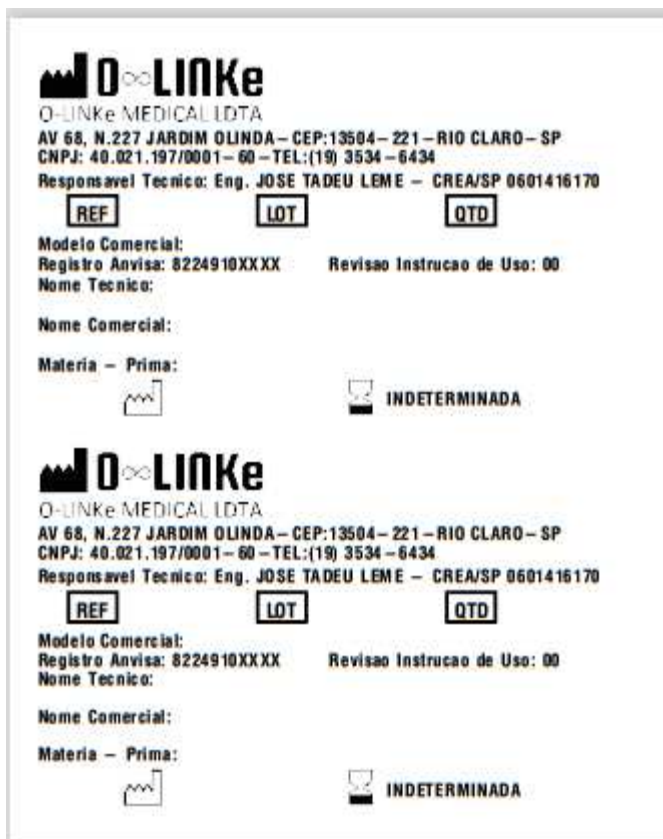 O∞LINKe
O-LINKe MEDICAL LDTA
AV 68, N.227 JARDIM OLINDA – CEP:13504 – 221 – RIO CLARO – SP
CNPJ: 40.021.197/0001 – 60 – TEL:(19) 3534 – 6434
Responsavel Tecnico: Eng. JOSE TADEU LEME – CREA/SP 0601416170
REF LOT QTD
Modelo Comercial:
Registro Anvisa: 8224910XXXX Revisao Instrucao de Uso: 00
Nome Tecnico:
Nome Comercial:
Materia – Prima:
INDETERMINADA
O∞LINKe
O-LINKe MEDICAL LDTA
AV 68, N.227 JARDIM OLINDA – CEP:13504 – 221 – RIO CLARO – SP
CNPJ: 40.021.197/0001 – 60 – TEL:(19) 3534 – 6434
Responsavel Tecnico: Eng. JOSE TADEU LEME – CREA/SP 0601416170
REF LOT QTD
Modelo Comercial:
Registro Anvisa: 8224910XXXX Revisao Instrucao de Uso: 00
Nome Tecnico:
Nome Comercial:
Materia – Prima:
INDETERMINADA